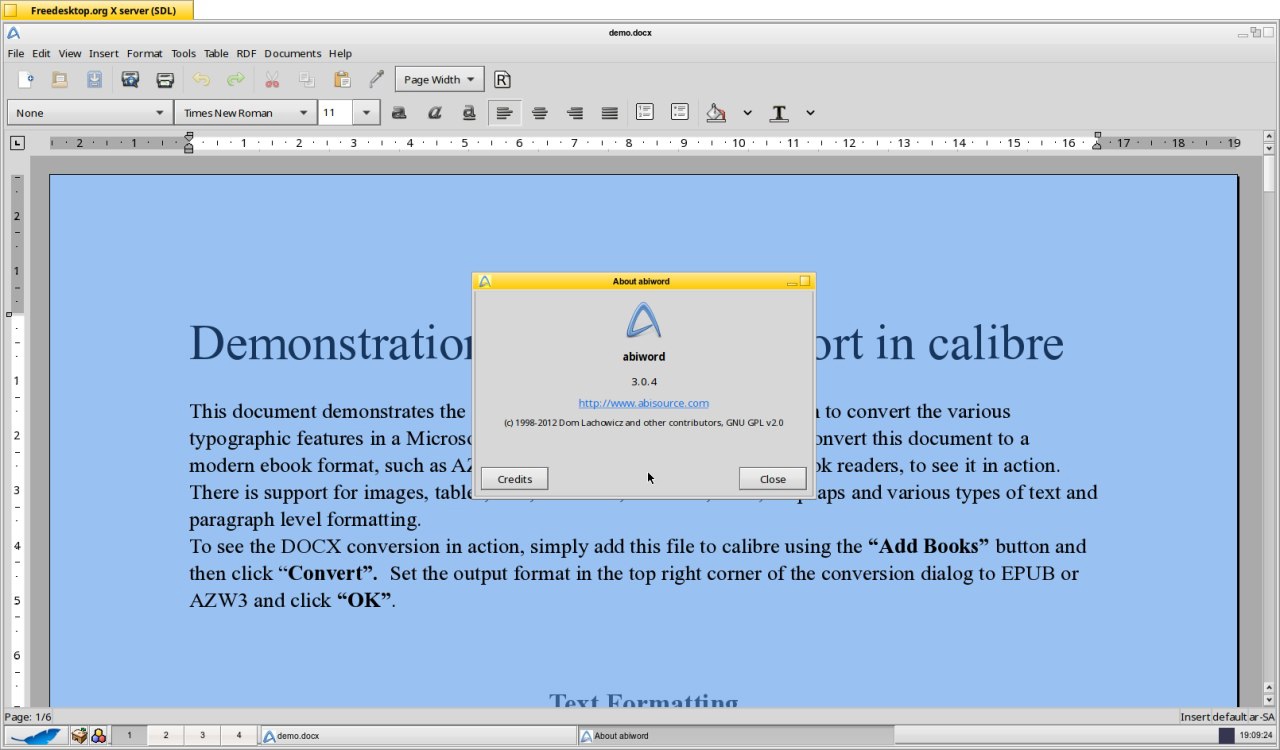 Freedesktop.org X server (SDL)
demo.docx
File Edit View Insert Format Tools Table RDF Documents Help
Page Width
None Times New Roman 11
2 1 1 2 3 4 5 6 7 8 9 10 11 12 13 14 15 16 17 18 19
2
1
1
2
3
4
5
6
About abiword
abiword
3.0.4
http://www.abisource.com
(c) 1998-2012 Dom Lachowicz and other contributors, GNU GPL v2.0
Credits Close
Demonstration ort in calibre
This document demonstrates the to convert the various
typographic features in a Microso onvert this document to a
modern ebook format, such as AZ ok readers, to see it in action.
There is support for images, table aps and various types of text and
paragraph level formatting.
To see the DOCX conversion in action, simply add this file to calibre using the “Add Books” button and
then click “Convert”. Set the output format in the top right corner of the conversion dialog to EPUB or
AZW3 and click “OK”.
Text Formatting
Page: 1/6 Insert default ar-SA
1 2 3 4 demo.docx About abiword 19:09:24